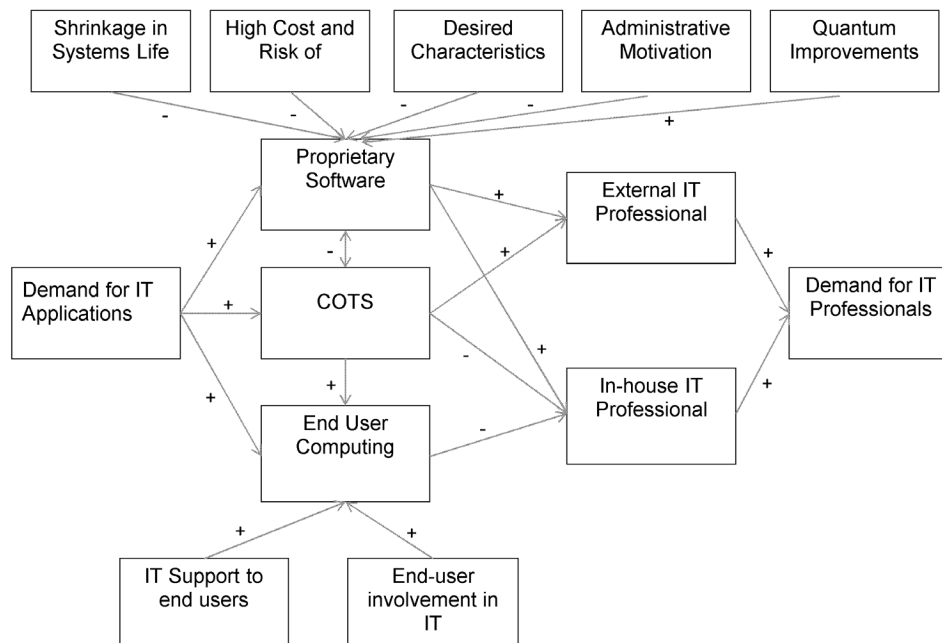 Shrinkage in
Systems Life
High Cost and
Risk of
Desired
Characteristics
Administrative
Motivation
Quantum
Improvements
-
-
-
-
+
Proprietary
Software
External IT
Professional
+
+
+
-
+
Demand for IT
Applications
+
COTS
Demand for IT
Professionals
+
-
+
+
In-house IT
Professional
+
End User
Computing
-
+
+
IT Support to
end users
End-user
involvement in
IT